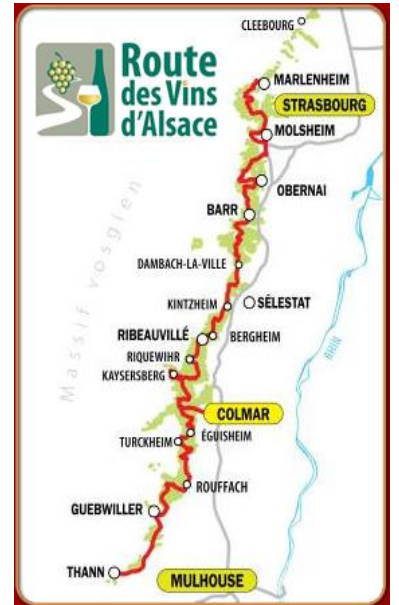 CLEEBOURG
Route
des Vins
d'Alsace
MARLENHEIM
STRASBOURG
MOLSHEIM
OBERNAI
BARR
Massif vosgien
DAMBACH-LA-VILLE
KINTZHEIM
SÉLESTAT
RIBEAUVILLÉ
BERGHEIM
RIQUEWIHR
KAYSERSBERG
RHIN
COLMAR
TURCKHEIM
ÉGUISHEIM
ROUFFACH
GUEBWILLER
THANN
MULHOUSE